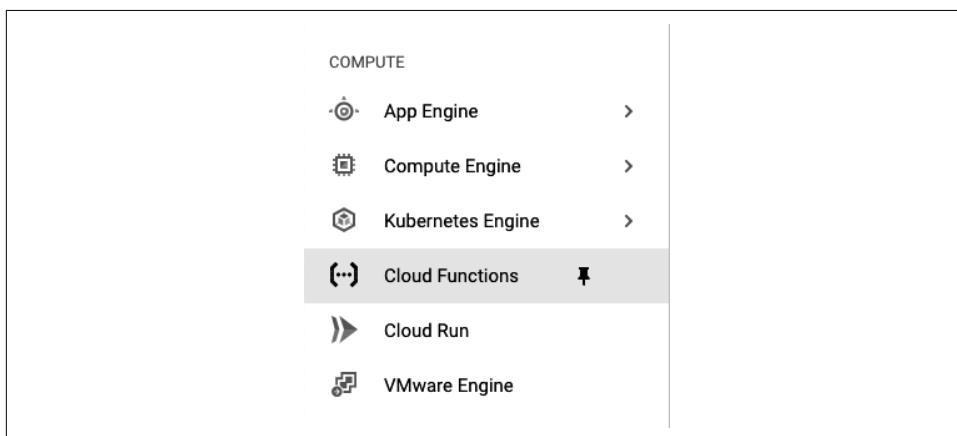 COMPUTE
App Engine
Compute Engine
Kubernetes Engine
Cloud Functions
Cloud Run
VMware Engine